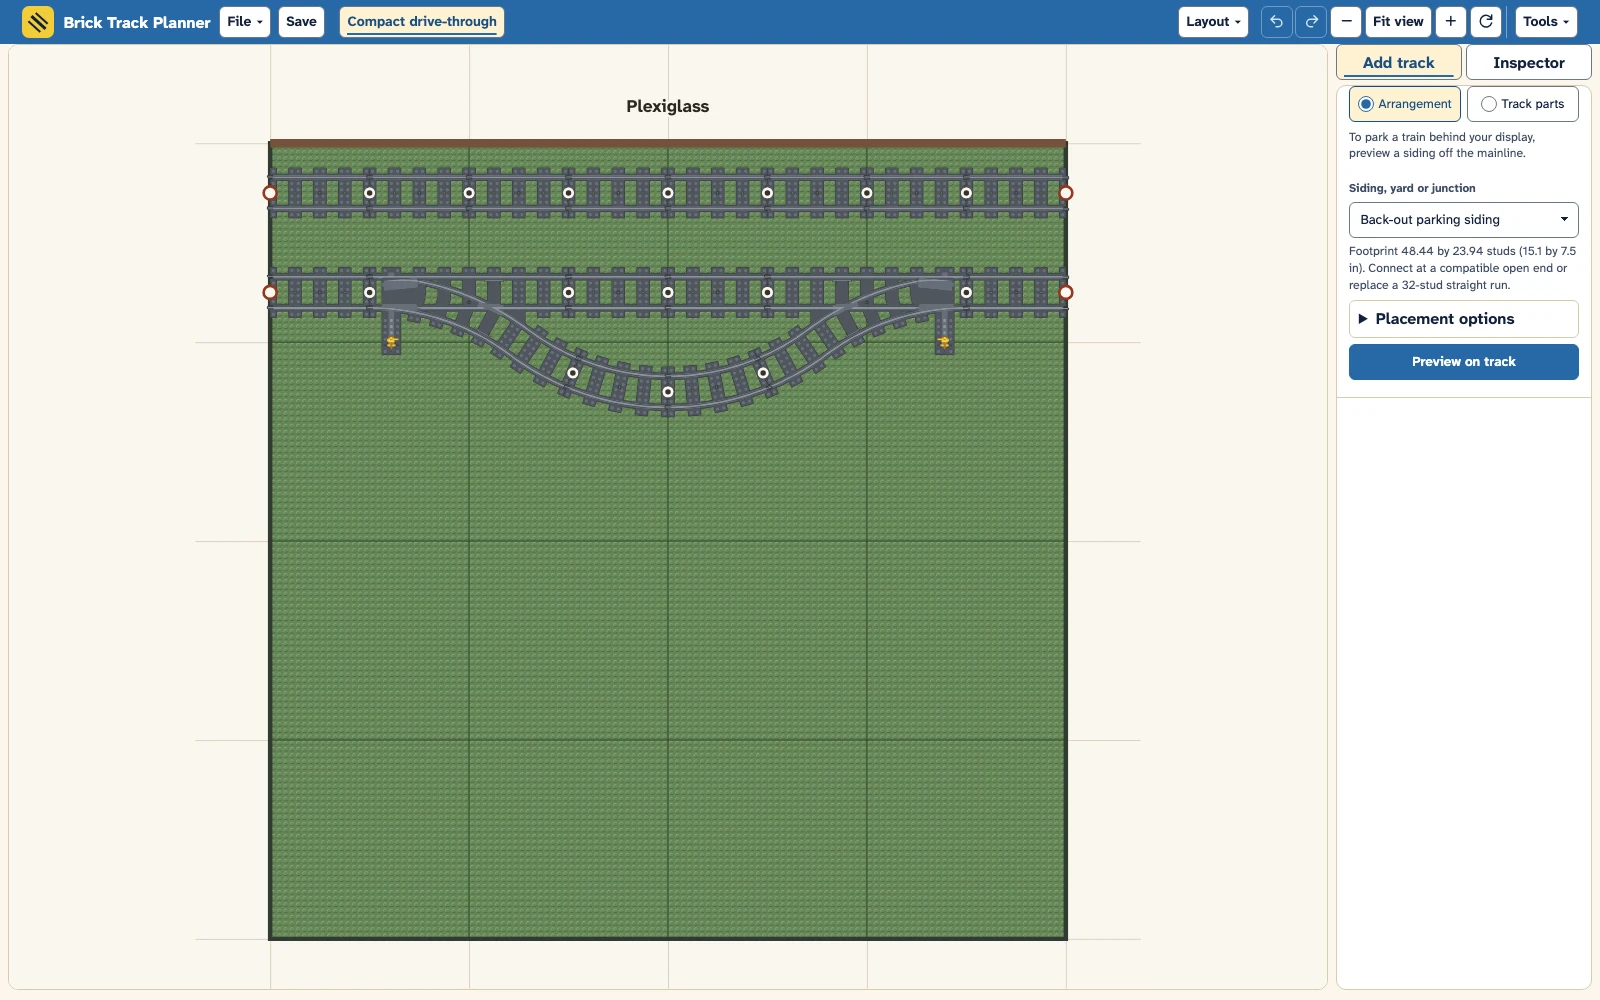 Brick Track Planner
File
Save
Compact drive-through
Layout
Fit view
Tools
Add track
Inspector
Arrangement
Track parts
To park a train behind your display,
preview a siding off the mainline.
Siding, yard or junction
Back-out parking siding
Footprint 48.44 by 23.94 studs (15.1 by 7.5
in). Connect at a compatible open end or
replace a 32-stud straight run.
Placement options
Preview on track
Plexiglass